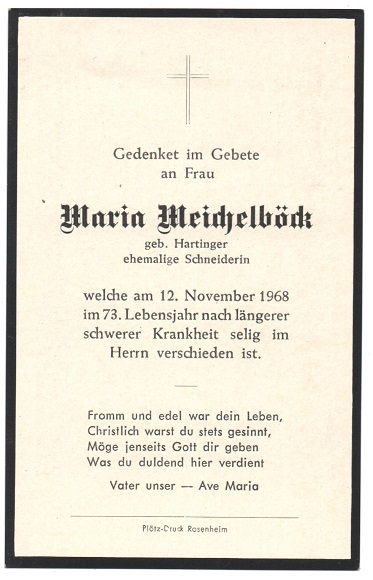 Gedenket im Gebete
an Frau
Maria Meichelböck
geb. Hartinger
ehemalige Schneiderin
welche am 12. November 1968
im 73. Lebensjahr nach längerer
schwerer Krankheit selig im
Herrn verschieden ist.
Fromm und edel war dein Leben,
Christlich warst du stets gesinnt,
Möge jenseits Gott dir geben
Was du duldend hier verdient
Vater unser — Ave Maria
Plötz-Druck Rosenheim